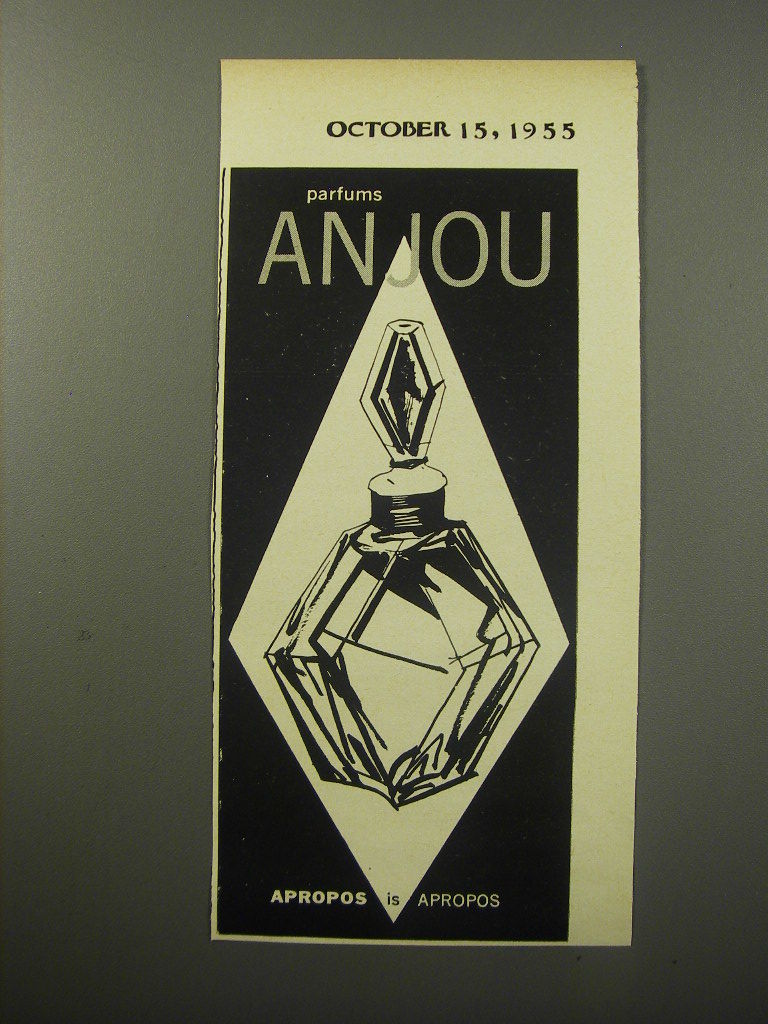 OCTOBER 15, 1955
parfums
ANJOU
APROPOS is APROPOS